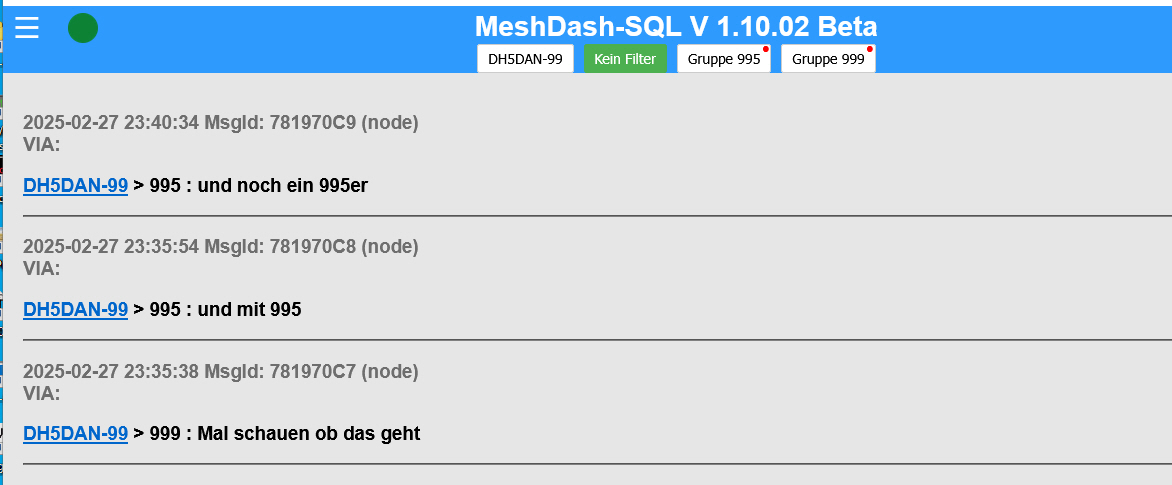 MeshDash-SQL V 1.10.02 Beta
DH5DAN-99 Kein Filter Gruppe 995 Gruppe 999
2025-02-27 23:40:34 MsgId: 781970C9 (node)
VIA:
DH5DAN-99 > 995 : und noch ein 995er
2025-02-27 23:35:54 MsgId: 781970C8 (node)
VIA:
DH5DAN-99 > 995 : und mit 995
2025-02-27 23:35:38 MsgId: 781970C7 (node)
VIA:
DH5DAN-99 > 999 : Mal schauen ob das geht